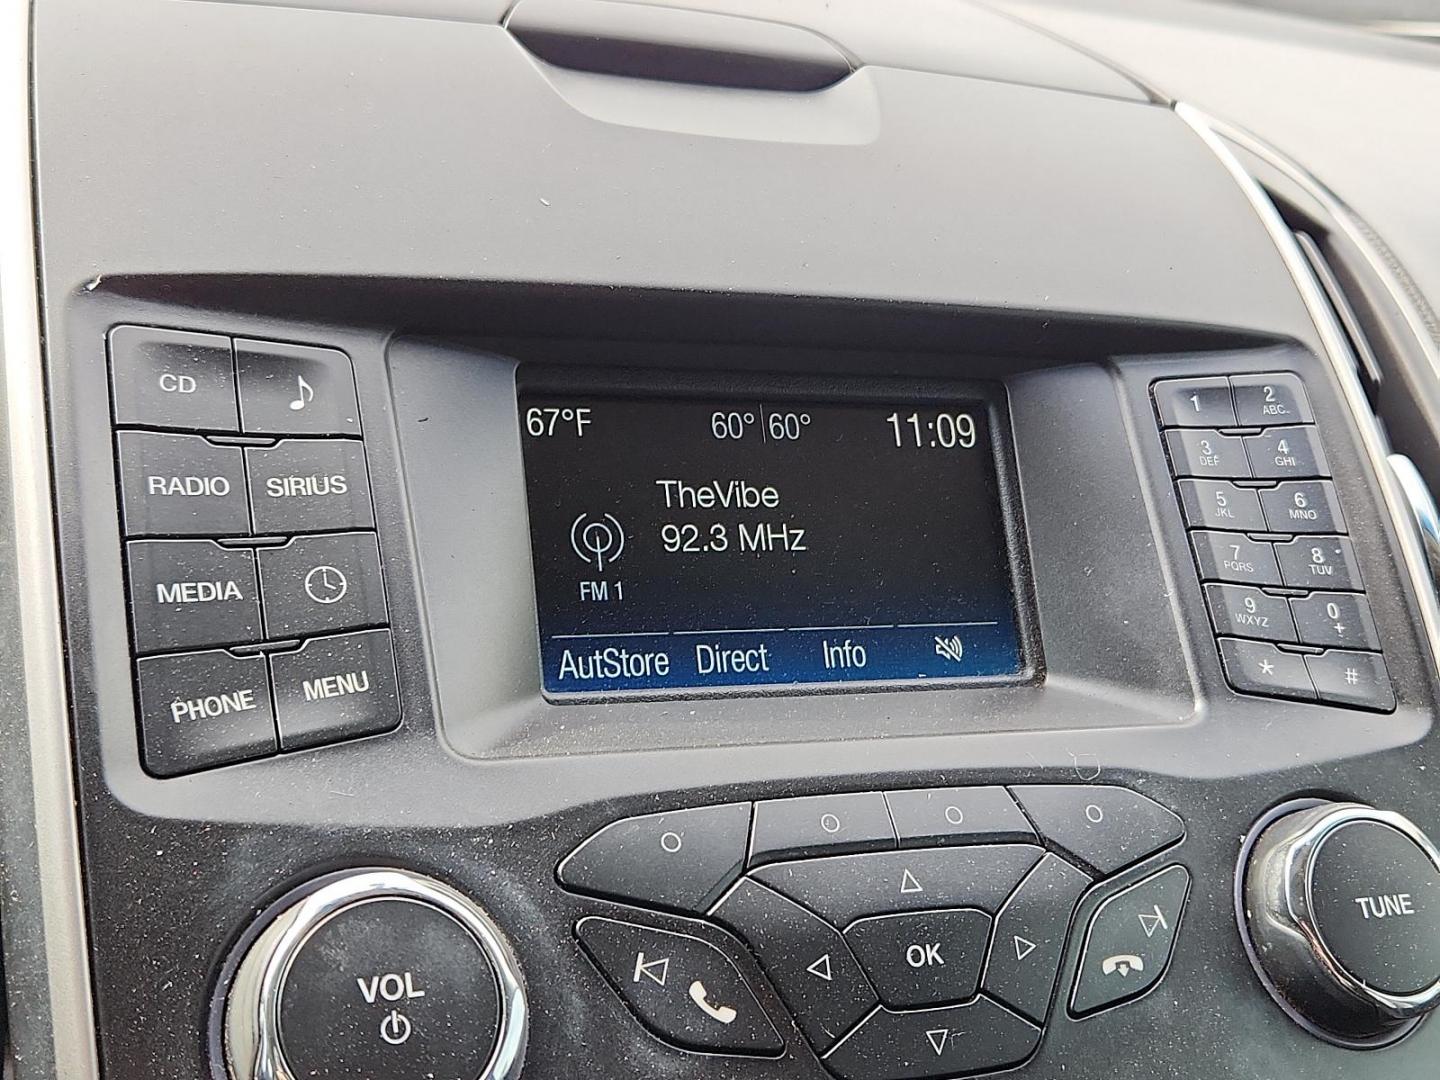 67°F 60° 60° 11:09
TheVibe
92.3 MHz
FM 1
AutStore Direct Info
CD
RADIO SIRIUS
MEDIA
PHONE MENU
1 2
ABC
3 4
DEF GHI
5 6
JKL MNO
7 8
PQRS TUV
9 0
WXYZ +
* #
VOL
OK
TUNE